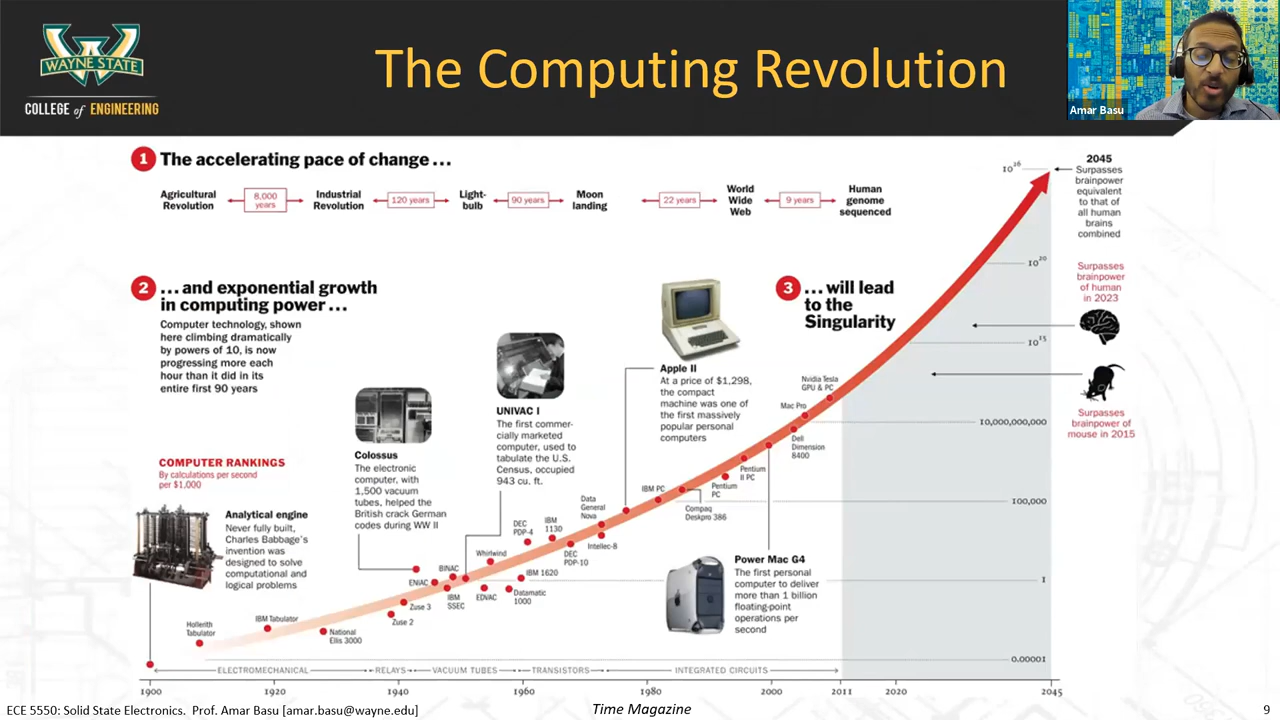 WAYNE STATE
COLLEGE of ENGINEERING
The Computing Revolution
Amar Basu
1 The accelerating pace of change...
Agricultural
Revolution
8,000
years
Industrial
Revolution
120 years
Light-
bulb
90 years
Moon
landing
22 years
World
Wide
Web
9 years
Human
genome
sequenced
2 ...and exponential growth
in computing power...
Computer technology, shown
here climbing dramatically
by powers of 10, is now
progressing more each
hour than it did in its
entire first 90 years
3 ...will lead
to the
Singularity
COMPUTER RANKINGS
By calculations per second
per $1,000
Analytical engine
Never fully built,
Charles Babbage's
invention was
designed to solve
computational and
logical problems
Colossus
The electronic
computer, with
1,500 vacuum
tubes, helped the
British crack German
codes during WW II
UNIVAC I
The first commer-
cially marketed
computer, used to
tabulate the U.S.
Census, occupied
943 cu. ft.
Apple II
At a price of $1,298,
the compact
machine was one of
the first massively
popular personal
computers
Power Mac G4
The first personal
computer to deliver
more than 1 billion
floating-point
operations per
second
Hollerith
Tabulator
IBM Tabulator
National
Ellis 3000
Zuse 2
Zuse 3
ENIAC
BINAC
IBM
SSEC
Whirlwind
EDVAC
Datamatic
1000
IBM 1620
DEC
PDP-4
IBM
1130
DEC
PDP-10
Data
General
Nova
Intellec-8
IBM PC
Compaq
Deskpro 386
Pentium
PC
Pentium
II PC
Dell
Dimension
8400
Mac Pro
Nvidia Tesla
GPU & PC
10²⁶
10²⁰
10¹⁵
10,000,000,000
100,000
1
0.00001
2045
Surpasses
brainpower
equivalent
to that of
all human
brains
combined
Surpasses
brainpower
of human
in 2023
Surpasses
brainpower of
mouse in 2015
ELECTROMECHANICAL
RELAYS
VACUUM TUBES
TRANSISTORS
INTEGRATED CIRCUITS
1900
1920
1940
1960
1980
2000
2011
2020
2045
ECE 5550: Solid State Electronics. Prof. Amar Basu [amar.basu@wayne.edu]
Time Magazine
9